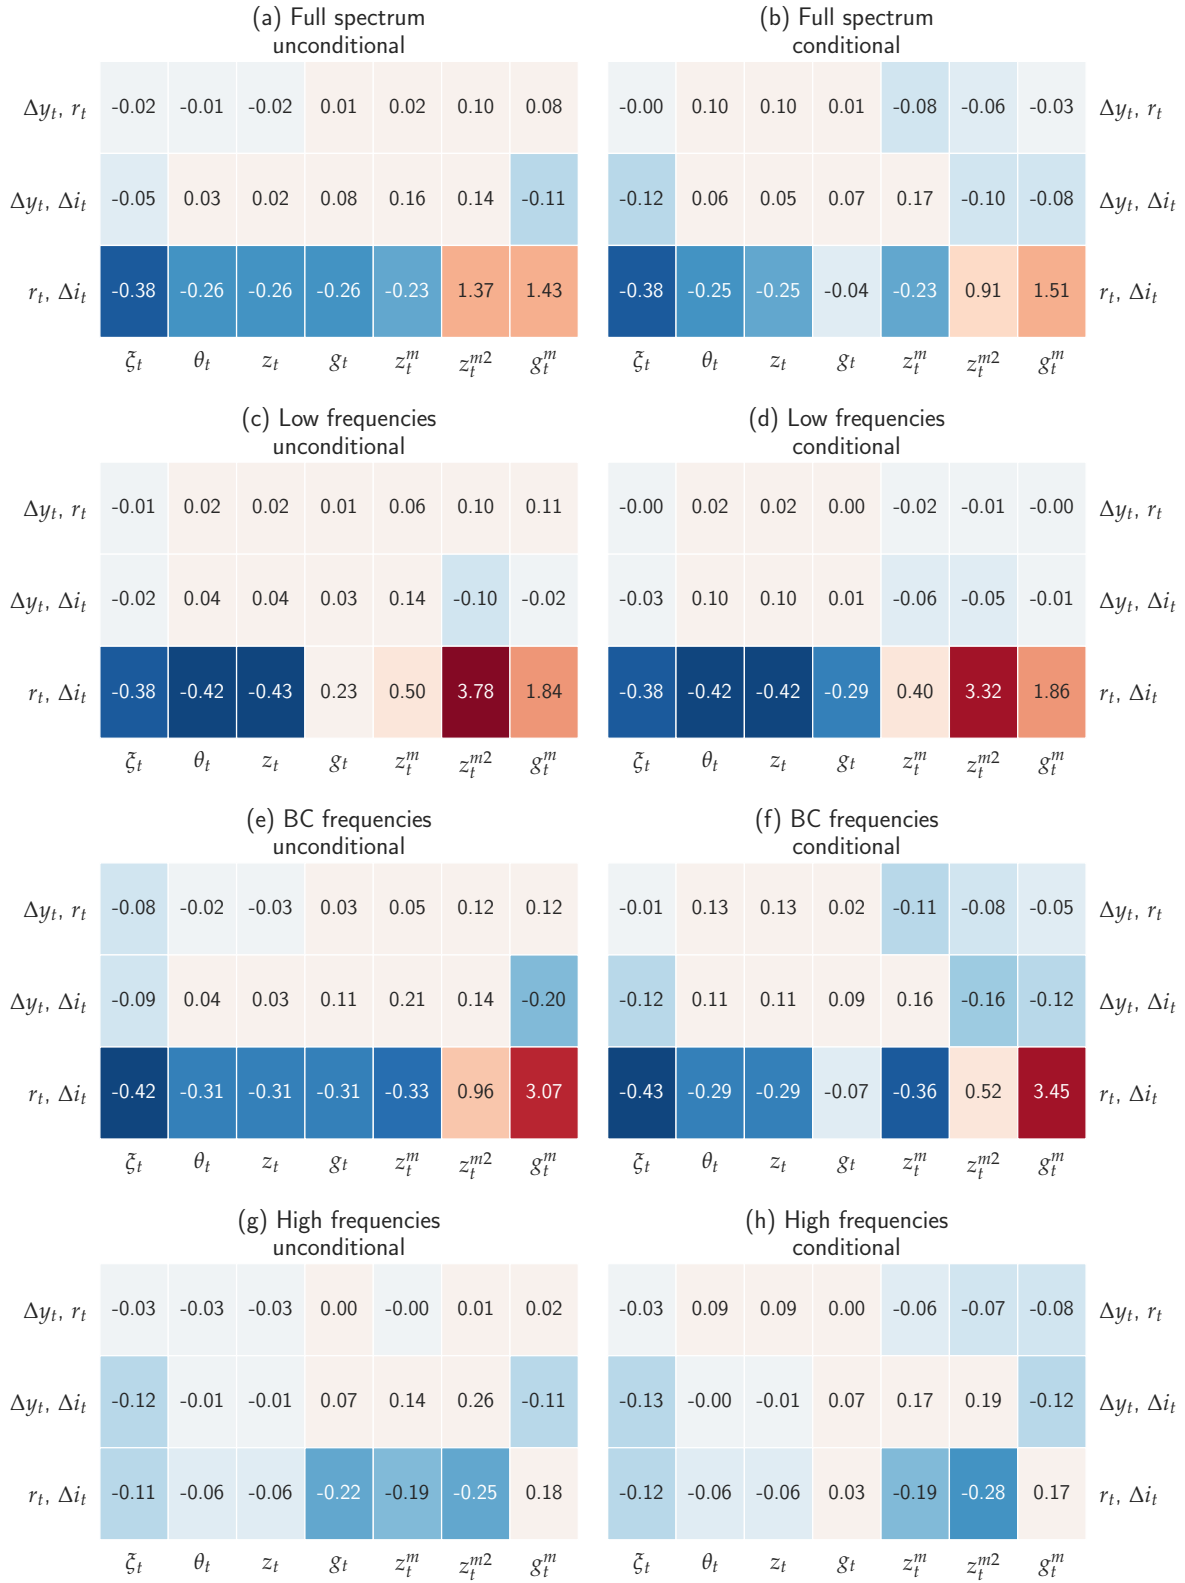 (a) Full spectrum (b) Full spectrum
unconditional conditional
Δy_t, r_t -0.02 -0.01 -0.02 0.01 0.02 0.10 0.08 -0.00 0.10 0.10 0.01 -0.08 -0.06 -0.03 Δy_t, r_t
Δy_t, Δi_t -0.05 0.03 0.02 0.08 0.16 0.14 -0.11 -0.12 0.06 0.05 0.07 0.17 -0.10 -0.08 Δy_t, Δi_t
r_t, Δi_t -0.38 -0.26 -0.26 -0.26 -0.23 1.37 1.43 -0.38 -0.25 -0.25 -0.04 -0.23 0.91 1.51 r_t, Δi_t
ξ_t θ_t z_t g_t z_t^m z_t^{m2} g_t^m ξ_t θ_t z_t g_t z_t^m z_t^{m2} g_t^m
(c) Low frequencies (d) Low frequencies
unconditional conditional
Δy_t, r_t -0.01 0.02 0.02 0.01 0.06 0.10 0.11 -0.00 0.02 0.02 0.00 -0.02 -0.01 -0.00 Δy_t, r_t
Δy_t, Δi_t -0.02 0.04 0.04 0.03 0.14 -0.10 -0.02 -0.03 0.10 0.10 0.01 -0.06 -0.05 -0.01 Δy_t, Δi_t
r_t, Δi_t -0.38 -0.42 -0.43 0.23 0.50 3.78 1.84 -0.38 -0.42 -0.42 -0.29 0.40 3.32 1.86 r_t, Δi_t
ξ_t θ_t z_t g_t z_t^m z_t^{m2} g_t^m ξ_t θ_t z_t g_t z_t^m z_t^{m2} g_t^m
(e) BC frequencies (f) BC frequencies
unconditional conditional
Δy_t, r_t -0.08 -0.02 -0.03 0.03 0.05 0.12 0.12 -0.01 0.13 0.13 0.02 -0.11 -0.08 -0.05 Δy_t, r_t
Δy_t, Δi_t -0.09 0.04 0.03 0.11 0.21 0.14 -0.20 -0.12 0.11 0.11 0.09 0.16 -0.16 -0.12 Δy_t, Δi_t
r_t, Δi_t -0.42 -0.31 -0.31 -0.31 -0.33 0.96 3.07 -0.43 -0.29 -0.29 -0.07 -0.36 0.52 3.45 r_t, Δi_t
ξ_t θ_t z_t g_t z_t^m z_t^{m2} g_t^m ξ_t θ_t z_t g_t z_t^m z_t^{m2} g_t^m
(g) High frequencies (h) High frequencies
unconditional conditional
Δy_t, r_t -0.03 -0.03 -0.03 0.00 -0.00 0.01 0.02 -0.03 0.09 0.09 0.00 -0.06 -0.07 -0.08 Δy_t, r_t
Δy_t, Δi_t -0.12 -0.01 -0.01 0.07 0.14 0.26 -0.11 -0.13 -0.00 -0.01 0.07 0.17 0.19 -0.12 Δy_t, Δi_t
r_t, Δi_t -0.11 -0.06 -0.06 -0.22 -0.19 -0.25 0.18 -0.12 -0.06 -0.06 0.03 -0.19 -0.28 0.17 r_t, Δi_t
ξ_t θ_t z_t g_t z_t^m z_t^{m2} g_t^m ξ_t θ_t z_t g_t z_t^m z_t^{m2} g_t^m